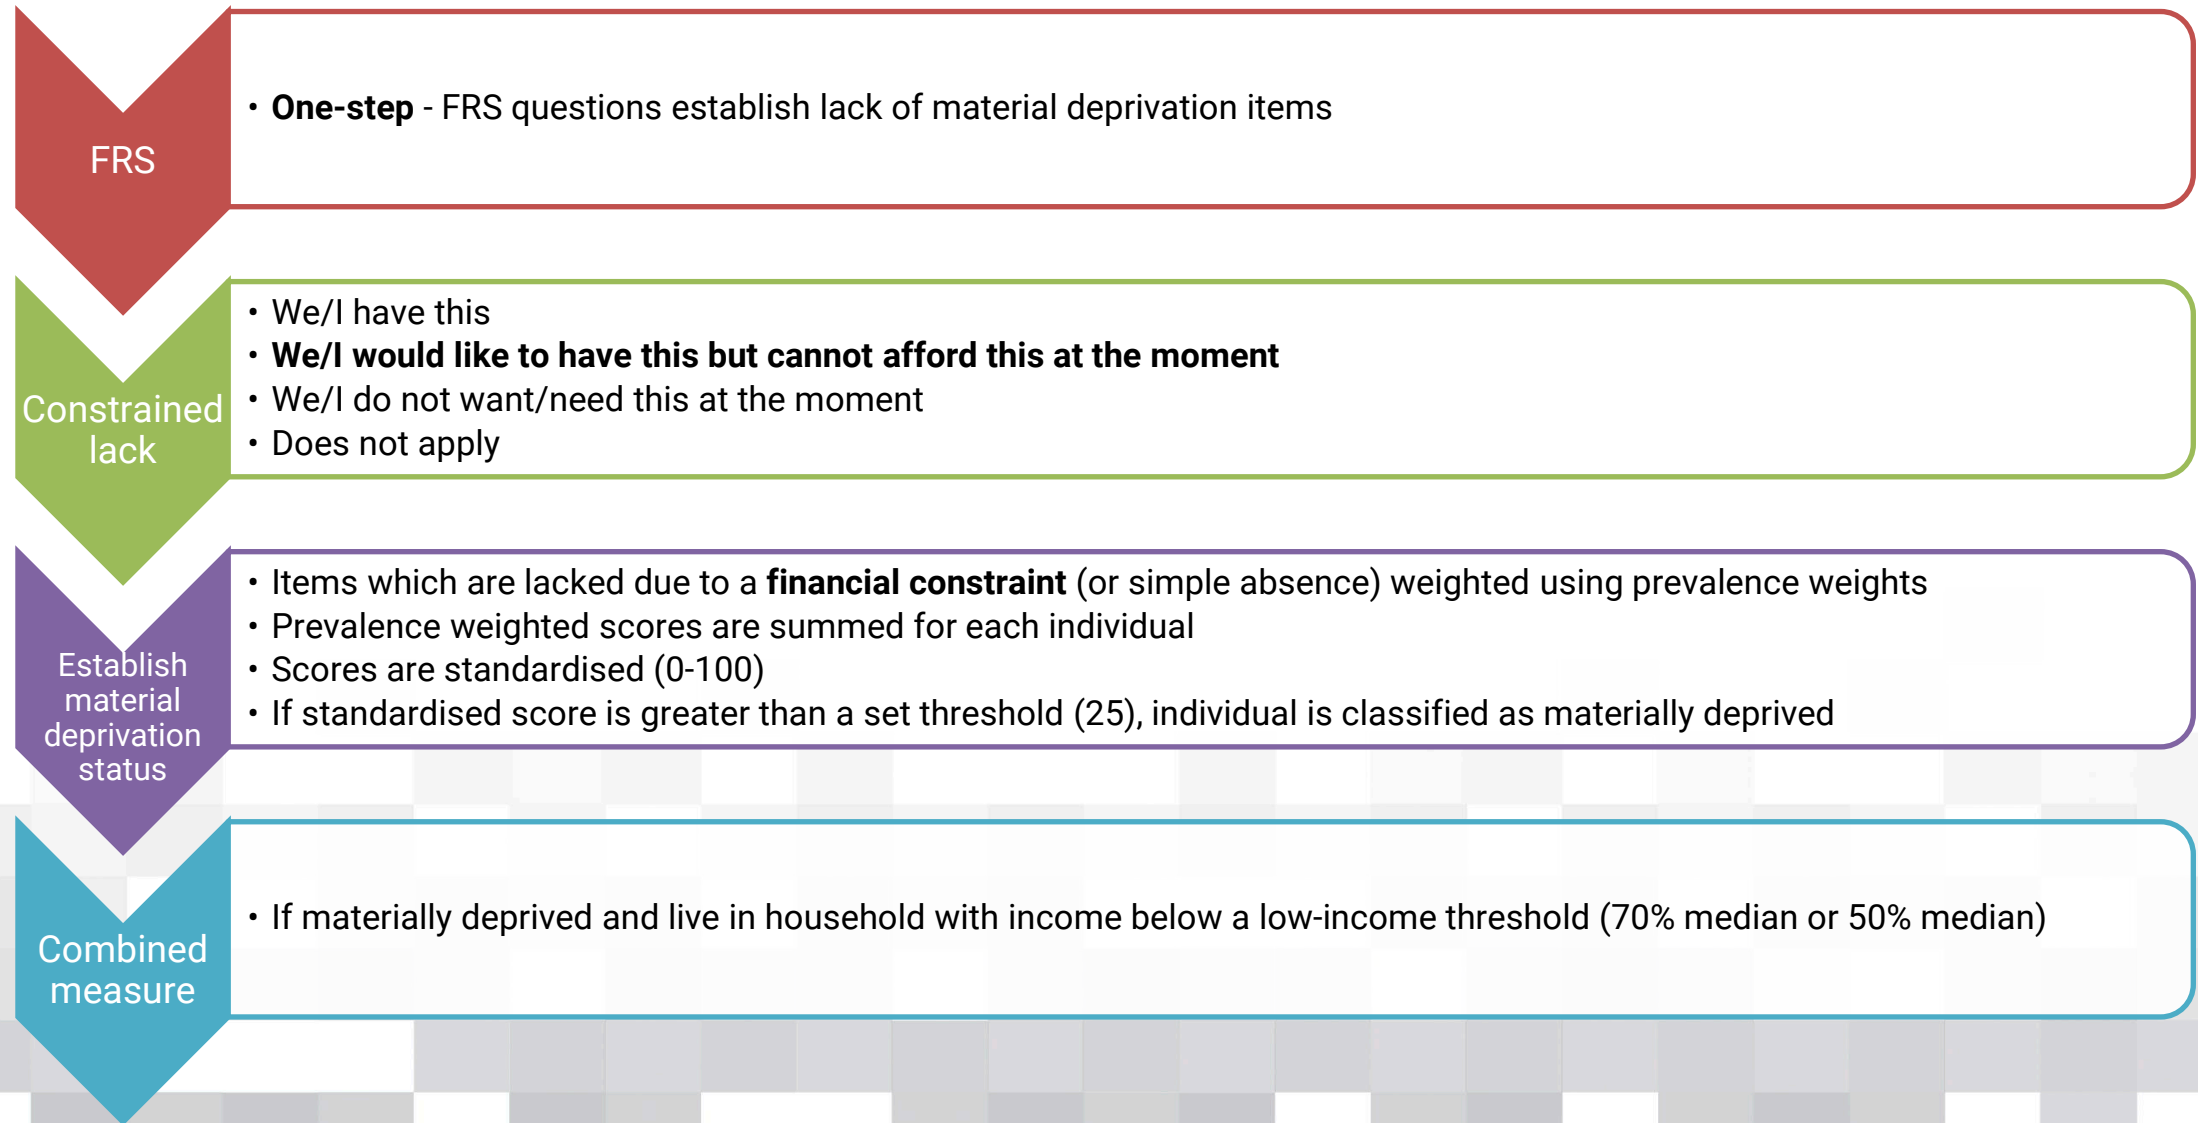 FRS
• One-step - FRS questions establish lack of material deprivation items
Constrained
lack
• We/I have this
• We/I would like to have this but cannot afford this at the moment
• We/I do not want/need this at the moment
• Does not apply
Establish
material
deprivation
status
• Items which are lacked due to a financial constraint (or simple absence) weighted using prevalence weights
• Prevalence weighted scores are summed for each individual
• Scores are standardised (0-100)
• If standardised score is greater than a set threshold (25), individual is classified as materially deprived
Combined
measure
• If materially deprived and live in household with income below a low-income threshold (70% median or 50% median)